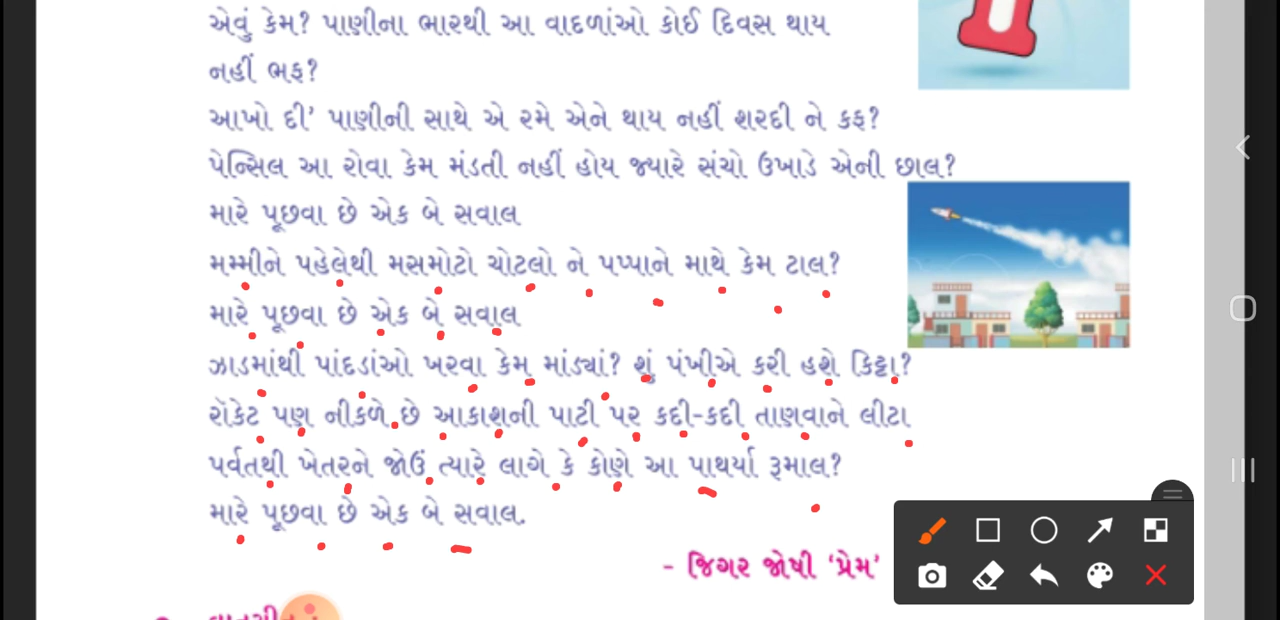 એવું કેમ? પાણીના ભારથી આ વાદળાંઓ કોઈ દિવસ થાય
નહીં ભફ?
આખો દી' પાણીની સાથે એ રમે એને થાય નહીં શરદી ને કફ?
પેન્સિલ આ રોવા કેમ મંડતી નહીં હોય જ્યારે સંચો ઉખાડે એની છાલ?
મારે પૂછવા છે એક બે સવાલ
મમ્મીને પહેલેથી મસમોટો ચોટલો ને પપ્પાને માથે કેમ ટાલ?
મારે પૂછવા છે એક બે સવાલ
ઝાડમાંથી પાંદડાંઓ ખરવા કેમ માંડ્યાં? શું પંખીએ કરી હશે કિટ્ટા?
રૉકેટ પણ નીકળે છે આકાશની પાટી પર કદી-કદી તાણવાને લીટા
પર્વતથી ખેતરને જોઉં ત્યારે લાગે કે કોણે આ પાથર્યા રૂમાલ?
મારે પૂછવા છે એક બે સવાલ.
- જિગર જોષી ‘પ્રેમ’